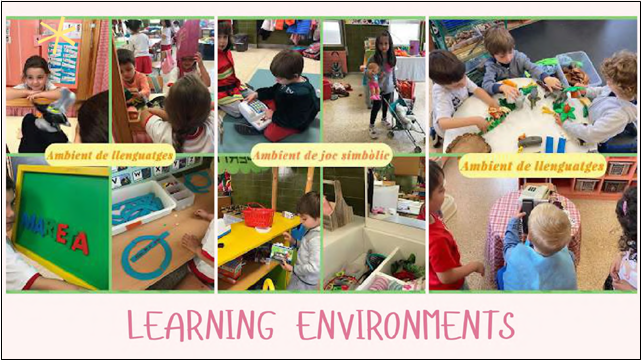 Ambient de llenguatges
Ambient de joc simbòlic
Ambient de llenguatges
MAREA
LEARNING ENVIRONMENTS